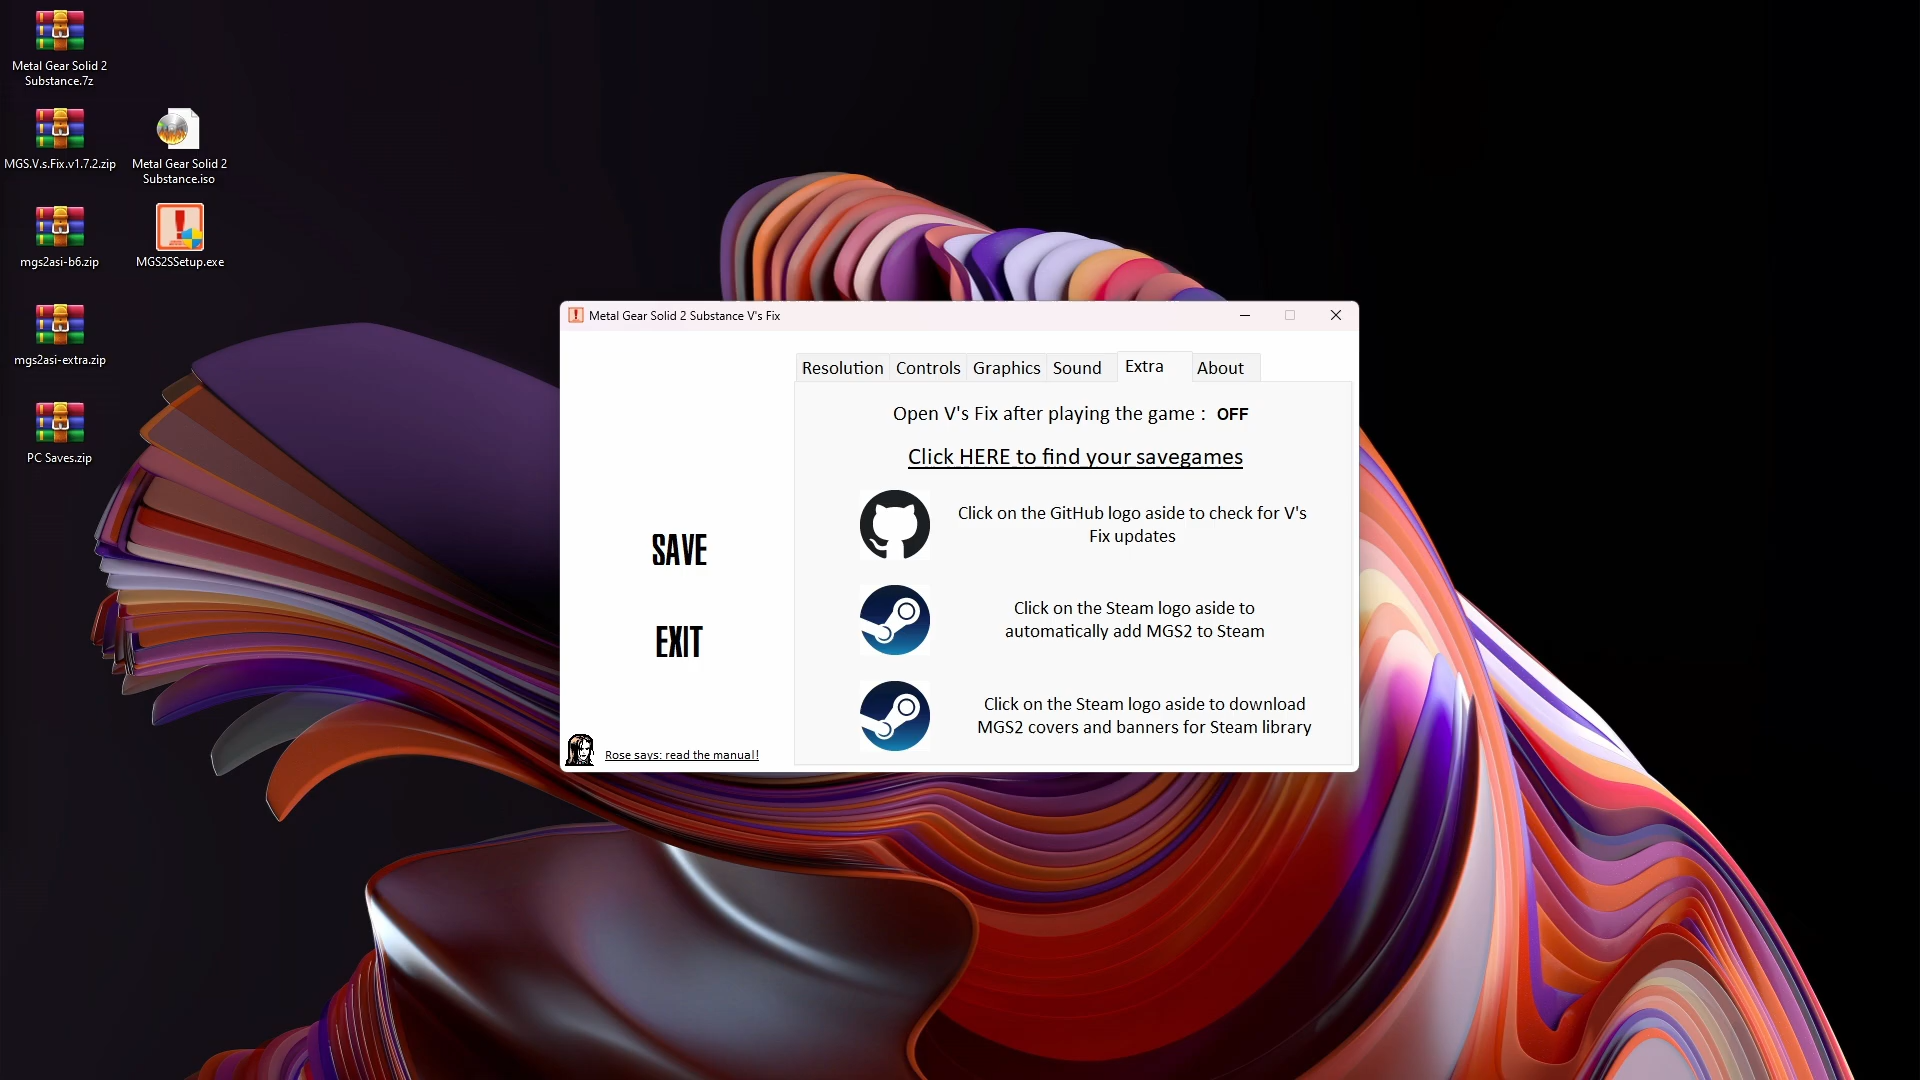 Metal Gear Solid 2
Substance.7z
MGS.V.s.Fix.v1.7.2.zip
Metal Gear Solid 2
Substance.iso
mgs2asi-b6.zip
MGS2SSetup.exe
mgs2asi-extra.zip
PC Saves.zip
Metal Gear Solid 2 Substance V's Fix
Resolution Controls Graphics Sound Extra About
Open V's Fix after playing the game : OFF
Click HERE to find your savegames
Click on the GitHub logo aside to check for V's
Fix updates
SAVE
Click on the Steam logo aside to
automatically add MGS2 to Steam
EXIT
Click on the Steam logo aside to download
MGS2 covers and banners for Steam library
Rose says: read the manual!